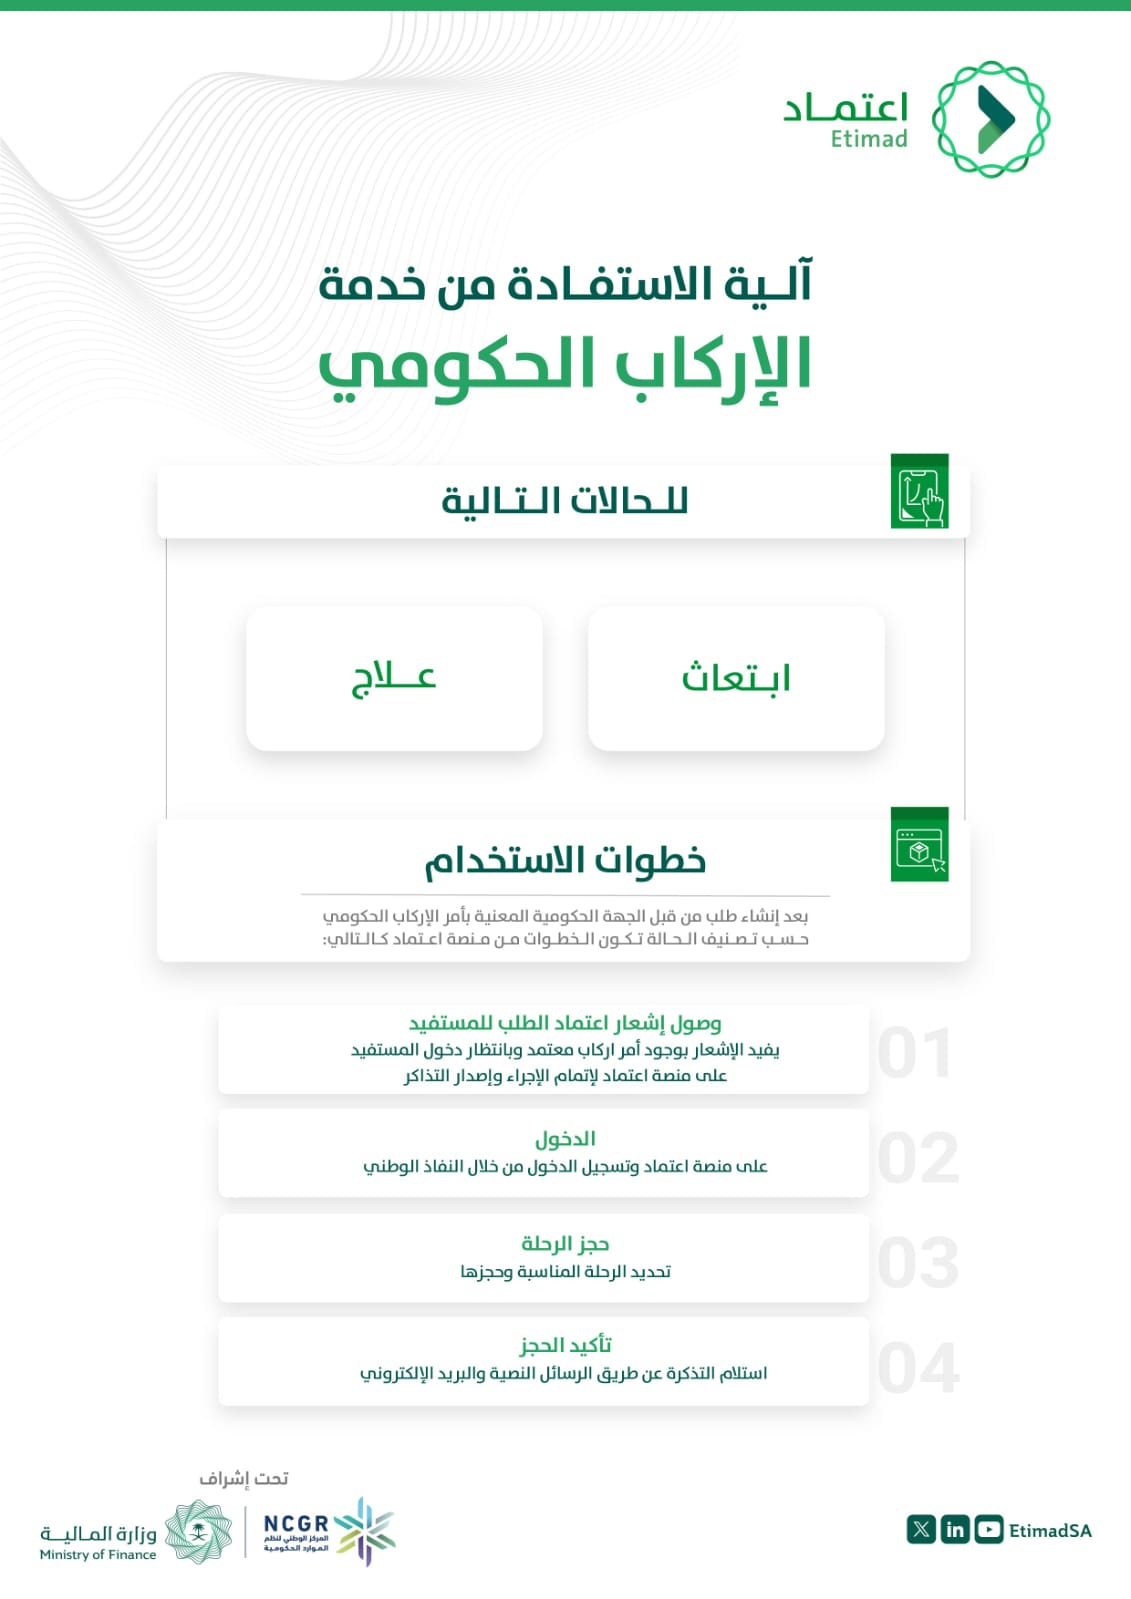 اعتماد
Etimad
آلية الاستفادة من خدمة
الإركاب الحكومي
للحالات التالية
ابتعاث
علاج
خطوات الاستخدام
بعد إنشاء طلب من قبل الجهة الحكومية المعنية بأمر الإركاب الحكومي
حسب تصنيف الحالة تكون الخطوات من منصة اعتماد كالتالي:
01
وصول إشعار اعتماد الطلب للمستفيد
يفيد الإشعار بوجود أمر اركاب معتمد وبانتظار دخول المستفيد
على منصة اعتماد لإتمام الإجراء وإصدار التذاكر
02
الدخول
على منصة اعتماد وتسجيل الدخول من خلال النفاذ الوطني
03
حجز الرحلة
تحديد الرحلة المناسبة وحجزها
04
تأكيد الحجز
استلام التذكرة عن طريق الرسائل النصية والبريد الإلكتروني
تحت إشراف
وزارة المالية
Ministry of Finance
NCGR
المركز الوطني لنظم
الموارد الحكومية
EtimadSA